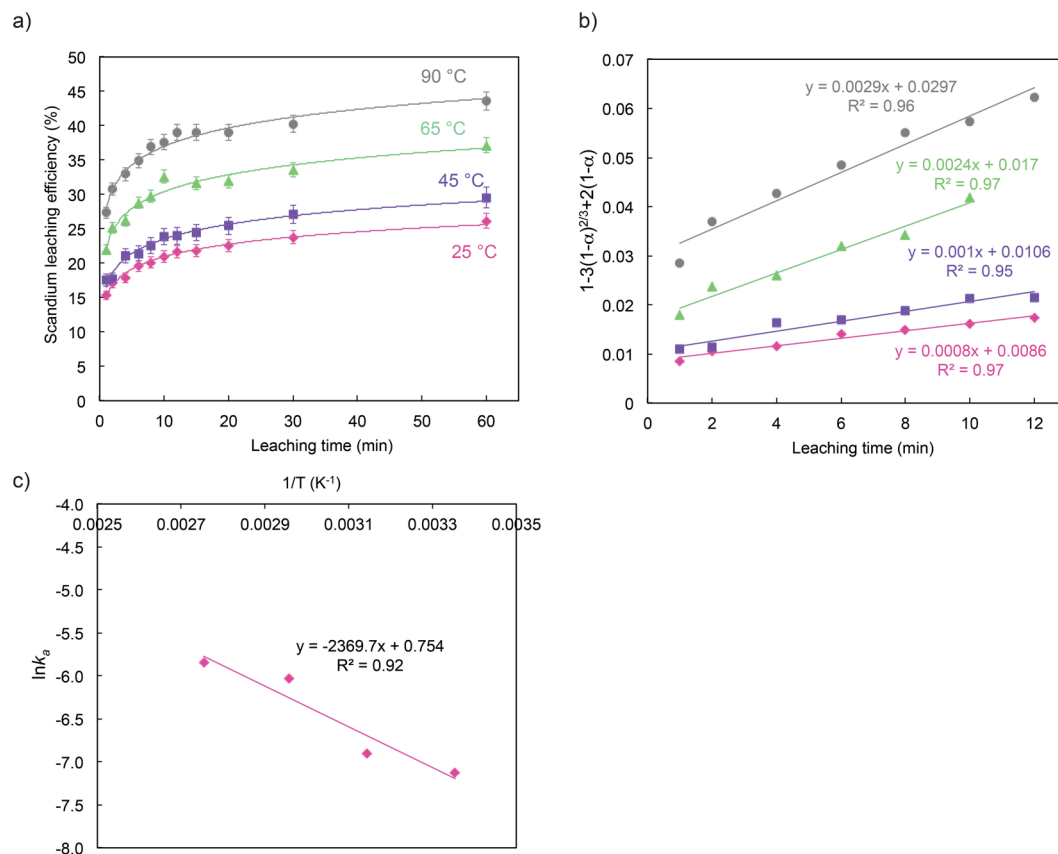 a)
Scandium leaching efficiency (%)
50
45
40
35
30
25
20
15
10
5
0
90 °C
65 °C
45 °C
25 °C
0 10 20 30 40 50 60
Leaching time (min)
b)
1-3(1-α)²ᐟ³+2(1-α)
0.07
0.06
0.05
0.04
0.03
0.02
0.01
0
y = 0.0029x + 0.0297
R² = 0.96
y = 0.0024x + 0.017
R² = 0.97
y = 0.001x + 0.0106
R² = 0.95
y = 0.0008x + 0.0086
R² = 0.97
0 2 4 6 8 10 12
Leaching time (min)
c)
1/T (K⁻¹)
0.0025 0.0027 0.0029 0.0031 0.0033 0.0035
lnkₐ
-4.0
-4.5
-5.0
-5.5
-6.0
-6.5
-7.0
-7.5
-8.0
y = -2369.7x + 0.754
R² = 0.92